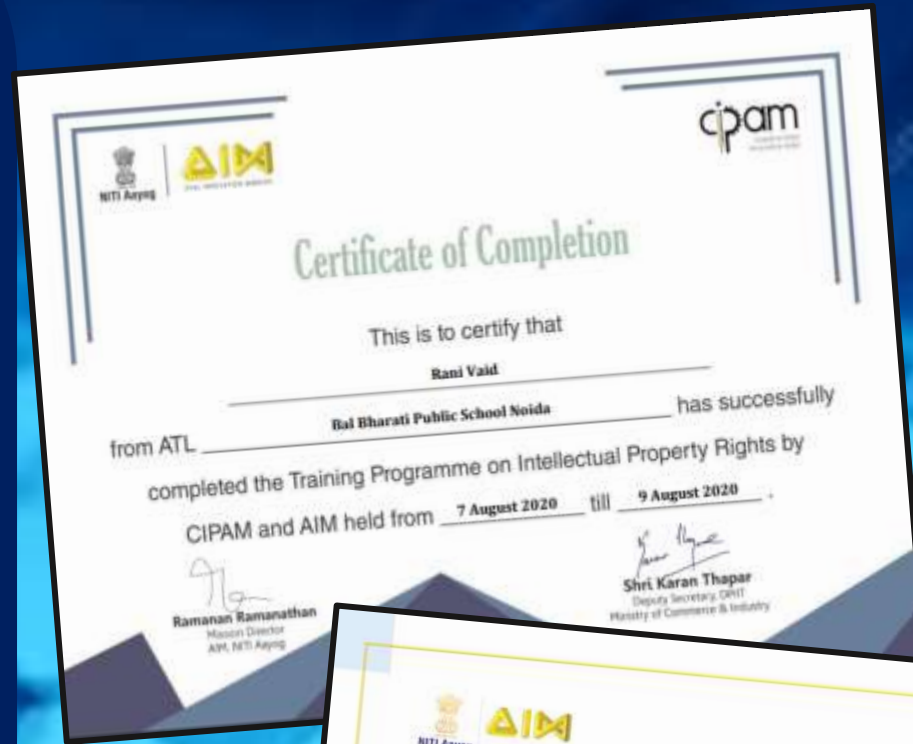 NITI Aayog
AIM
cipam
Certificate of Completion
This is to certify that
Rani Vaid
from ATL Bal Bharati Public School Noida has successfully
completed the Training Programme on Intellectual Property Rights by
CIPAM and AIM held from 7 August 2020 till 9 August 2020 .
Ramanan Ramanathan
Mission Director
AIM, NITI Aayog
Shri Karan Thapar
Deputy Secretary, DPIIT
Ministry of Commerce & Industry
NITI Aayog
AIM